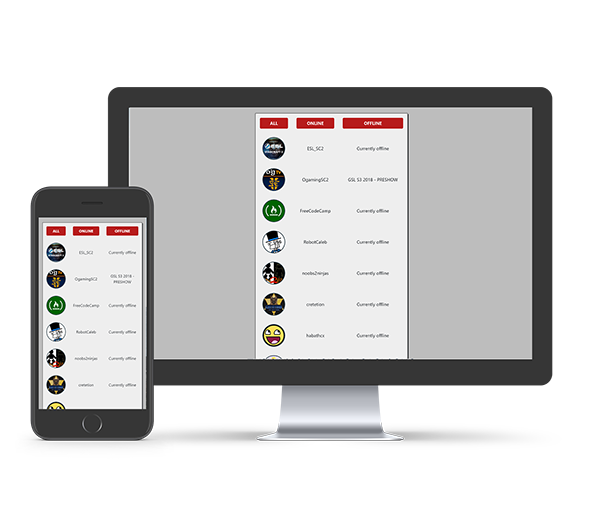 ALL ONLINE OFFLINE
ESL_SC2 Currently offline
OgamingSC2 GSL S3 2018 - PRESHOW
FreeCodeCamp Currently offline
RobotCaleb Currently offline
noobs2ninjas Currently offline
cretetion Currently offline
habathcx Currently offline
ALL ONLINE OFFLINE
ESL_SC2 Currently offline
OgamingSC2 GSL S3 2018 -
PRESHOW
FreeCodeCamp Currently offline
RobotCaleb Currently offline
noobs2ninjas Currently offline
cretetion Currently offline